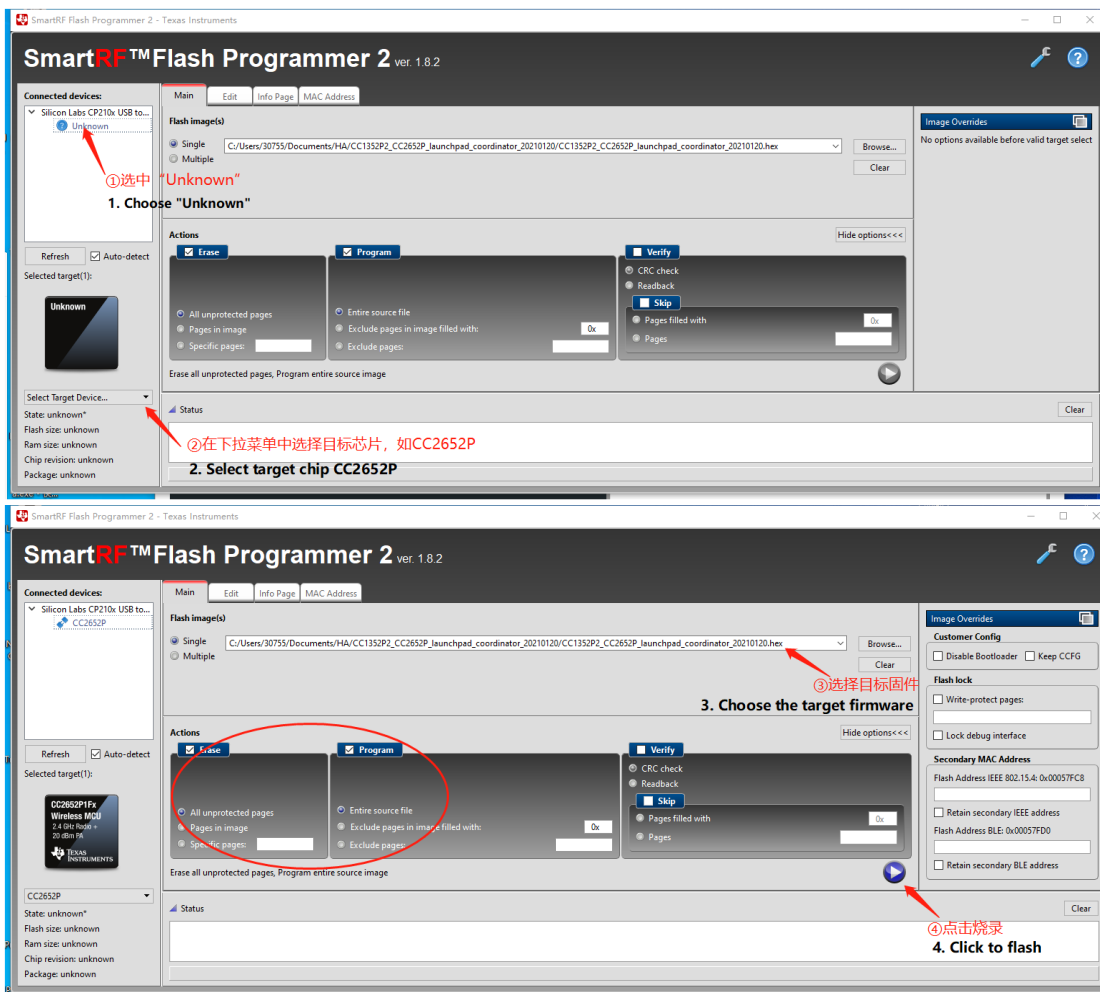 SmartRF Flash Programmer 2 - Texas Instruments
SmartRF™Flash Programmer 2 ver. 1.8.2
Connected devices:
Silicon Labs CP210x USB to...
Unknown
①选中“Unknown”
1. Choose "Unknown"
Refresh
Auto-detect
Selected target(1):
Unknown
Select Target Device...
State: unknown*
Flash size: unknown
Ram size: unknown
Chip revision: unknown
Package: unknown
Main
Edit
Info Page
MAC Address
Flash image(s)
Single
C:/Users/30755/Documents/HA/CC1352P2_CC2652P_launchpad_coordinator_20210120/CC1352P2_CC2652P_launchpad_coordinator_20210120.hex
Browse...
Multiple
Clear
Actions
Hide options<<<
Erase
All unprotected pages
Pages in image
Specific pages:
Program
Entire source file
Exclude pages in image filled with:
0x
Exclude pages:
Verify
CRC check
Readback
Skip
Pages filled with
0x
Pages
Erase all unprotected pages, Program entire source image
Status
Clear
②在下拉菜单中选择目标芯片，如CC2652P
2. Select target chip CC2652P
Image Overrides
No options available before valid target select
SmartRF Flash Programmer 2 - Texas Instruments
SmartRF™Flash Programmer 2 ver. 1.8.2
Connected devices:
Silicon Labs CP210x USB to...
CC2652P
Refresh
Auto-detect
Selected target(1):
CC2652P1Fx
Wireless MCU
2.4 GHz Radio +
20 dBm PA
TEXAS
INSTRUMENTS
CC2652P
State: unknown*
Flash size: unknown
Ram size: unknown
Chip revision: unknown
Package: unknown
Main
Edit
Info Page
MAC Address
Flash image(s)
Single
C:/Users/30755/Documents/HA/CC1352P2_CC2652P_launchpad_coordinator_20210120/CC1352P2_CC2652P_launchpad_coordinator_20210120.hex
Browse...
Multiple
Clear
③选择目标固件
3. Choose the target firmware
Actions
Hide options<<<
Erase
All unprotected pages
Pages in image
Specific pages:
Program
Entire source file
Exclude pages in image filled with:
0x
Exclude pages:
Verify
CRC check
Readback
Skip
Pages filled with
0x
Pages
Erase all unprotected pages, Program entire source image
Status
Clear
④点击烧录
4. Click to flash
Image Overrides
Customer Config
Disable Bootloader
Keep CCFG
Flash lock
Write-protect pages:
Lock debug interface
Secondary MAC Address
Flash Address IEEE 802.15.4: 0x00057FC8
Retain secondary IEEE address
Flash Address BLE: 0x00057FD0
Retain secondary BLE address